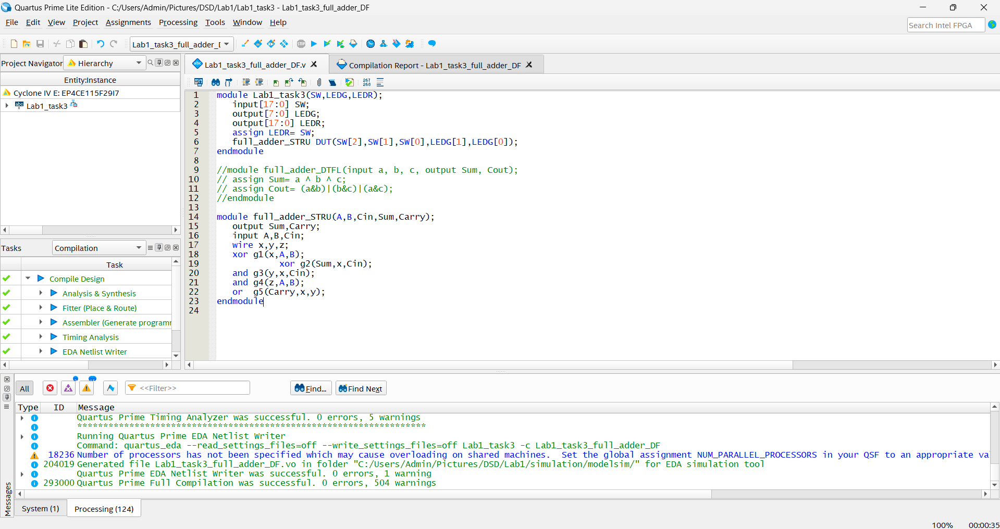 Quartus Prime Lite Edition - C:/Users/Admin/Pictures/DSD/Lab1/Lab1_task3 - Lab1_task3_full_adder_DF
File Edit View Project Assignments Processing Tools Window Help
Search Intel FPGA
Lab1_task3_full_adder_
Project Navigator Hierarchy
Lab1_task3_full_adder_DF.v
Compilation Report - Lab1_task3_full_adder_DF
Entity:Instance
Cyclone IV E: EP4CE115F29I7
Lab1_task3
267
268
1 module Lab1_task3(SW,LEDG,LEDR);
2 input[17:0] SW;
3 output[7:0] LEDG;
4 output[17:0] LEDR;
5 assign LEDR= SW;
6 full_adder_STRU DUT(SW[2],SW[1],SW[0],LEDG[1],LEDG[0]);
7 endmodule
8
9 //module full_adder_DTFL(input a, b, c, output Sum, Cout);
10 // assign Sum= a ^ b ^ c;
11 // assign Cout= (a&b)|(b&c)|(a&c);
12 //endmodule
13
14 module full_adder_STRU(A,B,Cin,Sum,Carry);
15 output Sum,Carry;
16 input A,B,Cin;
17 wire x,y,z;
18 xor g1(x,A,B);
19 xor g2(Sum,x,Cin);
20 and g3(y,x,Cin);
21 and g4(z,A,B);
22 or g5(Carry,x,y);
23 endmodule
24
Tasks Compilation
Task
Compile Design
Analysis & Synthesis
Fitter (Place & Route)
Assembler (Generate program
Timing Analysis
EDA Netlist Writer
All <<Filter>> Find... Find Next
Type ID Message
Quartus Prime Timing Analyzer was successful. 0 errors, 5 warnings
*******************************************************************
Running Quartus Prime EDA Netlist Writer
Command: quartus_eda --read_settings_files=off --write_settings_files=off Lab1_task3 -c Lab1_task3_full_adder_DF
18236 Number of processors has not been specified which may cause overloading on shared machines. Set the global assignment NUM_PARALLEL_PROCESSORS in your QSF to an appropriate va
204019 Generated file Lab1_task3_full_adder_DF.vo in folder "C:/Users/Admin/Pictures/DSD/Lab1/simulation/modelsim/" for EDA simulation tool
Quartus Prime EDA Netlist Writer was successful. 0 errors, 1 warning
293000 Quartus Prime Full Compilation was successful. 0 errors, 504 warnings
Messages
System (1) Processing (124)
100% 00:00:35